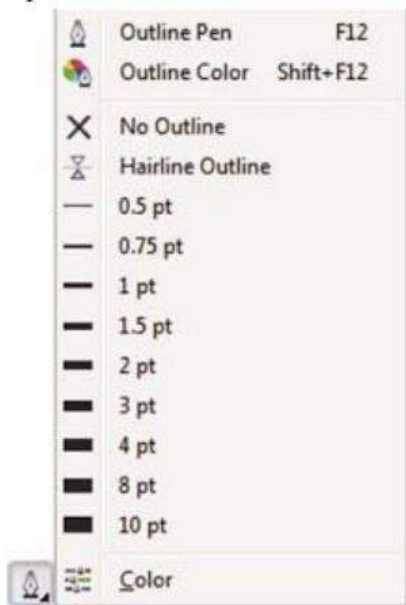 Outline Pen F12
Outline Color Shift+F12
No Outline
Hairline Outline
0.5 pt
0.75 pt
1 pt
1.5 pt
2 pt
3 pt
4 pt
8 pt
10 pt
Color